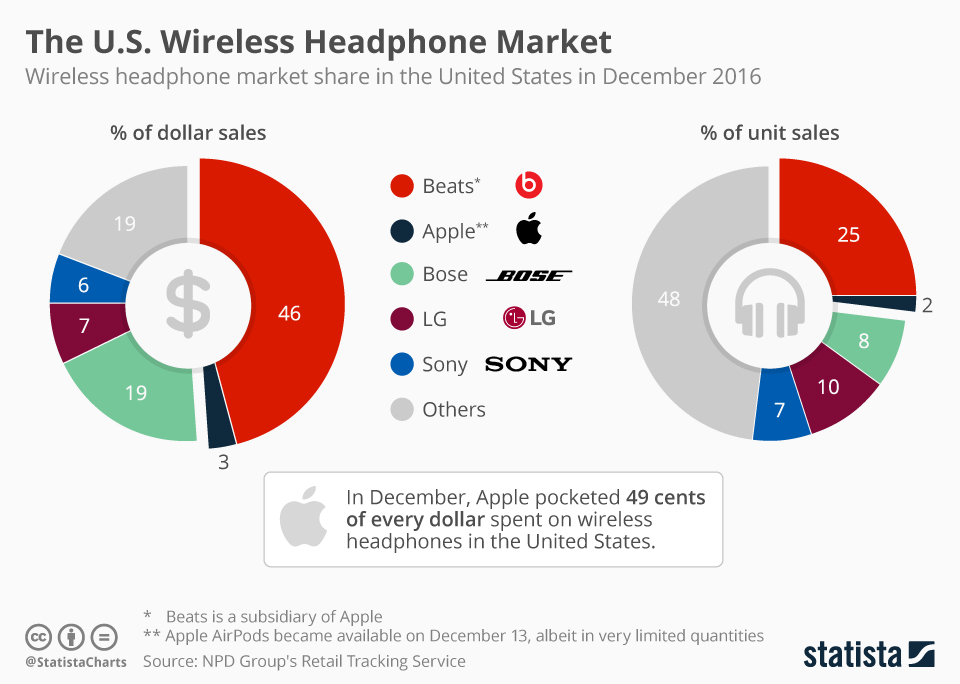 The U.S. Wireless Headphone Market
Wireless headphone market share in the United States in December 2016
% of dollar sales
19
6
7
19
3
46
$
Beats*
b
Apple**
Bose
BOSE
LG
LG
Sony
SONY
Others
% of unit sales
25
2
8
10
7
48
In December, Apple pocketed 49 cents
of every dollar spent on wireless
headphones in the United States.
* Beats is a subsidiary of Apple
** Apple AirPods became available on December 13, albeit in very limited quantities
cc
@StatistaCharts
Source: NPD Group's Retail Tracking Service
statista